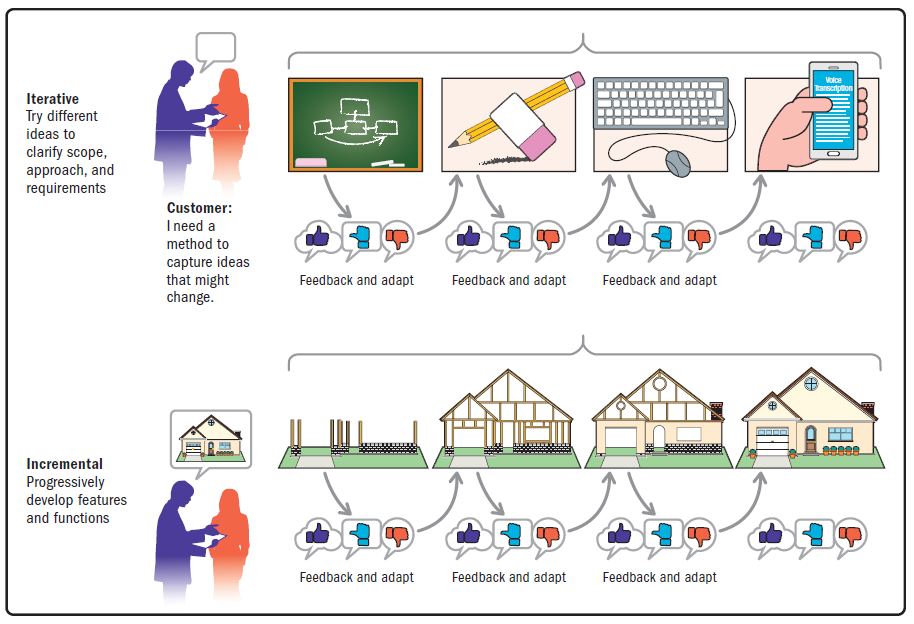 Iterative
Try different
ideas to
clarify scope,
approach, and
requirements
Customer:
I need a
method to
capture ideas
that might
change.
Voice
Transcription
Feedback and adapt
Feedback and adapt
Feedback and adapt
Incremental
Progressively
develop features
and functions
Feedback and adapt
Feedback and adapt
Feedback and adapt